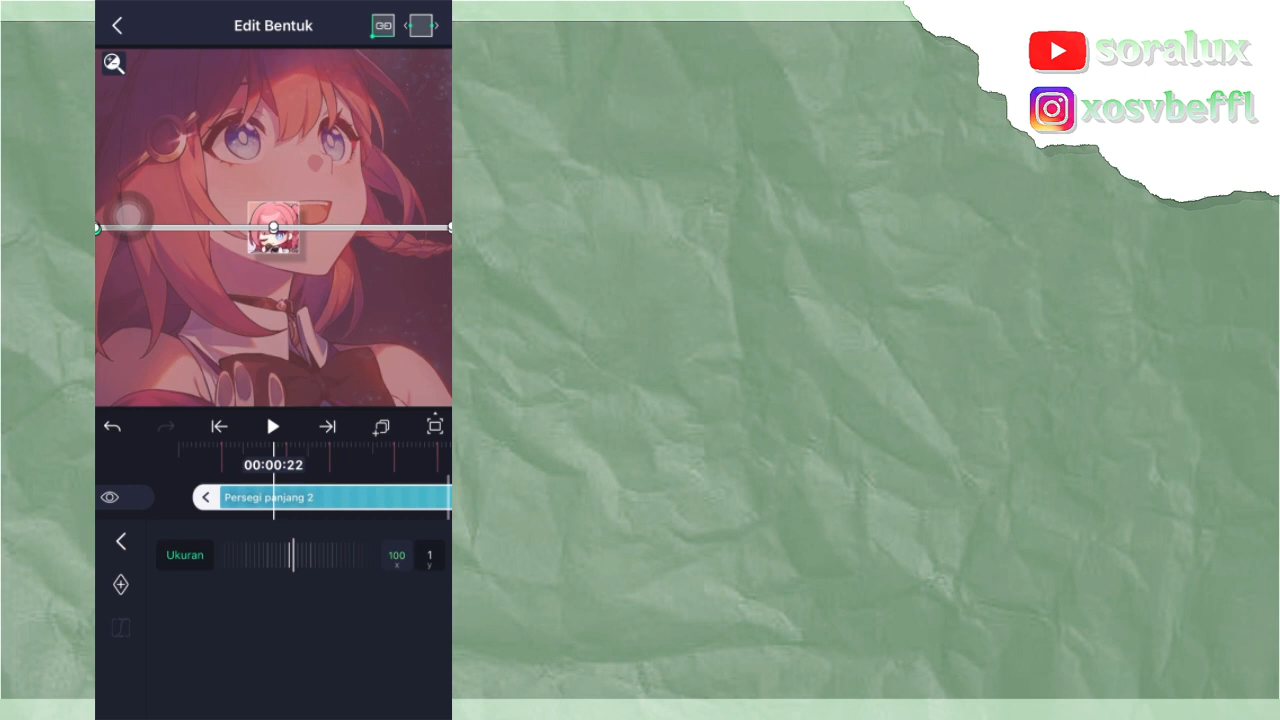 Edit Bentuk
soralux
xosvbeffl
00:00:22
Persegi panjang 2
Ukuran
100
x
1
y